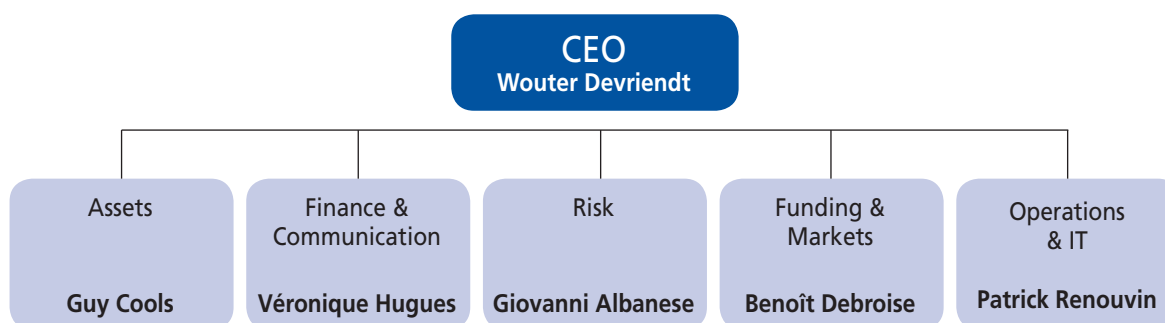 CEO
Wouter Devriendt
Assets
Guy Cools
Finance &
Communication
Véronique Hugues
Risk
Giovanni Albanese
Funding &
Markets
Benoît Debroise
Operations
& IT
Patrick Renouvin